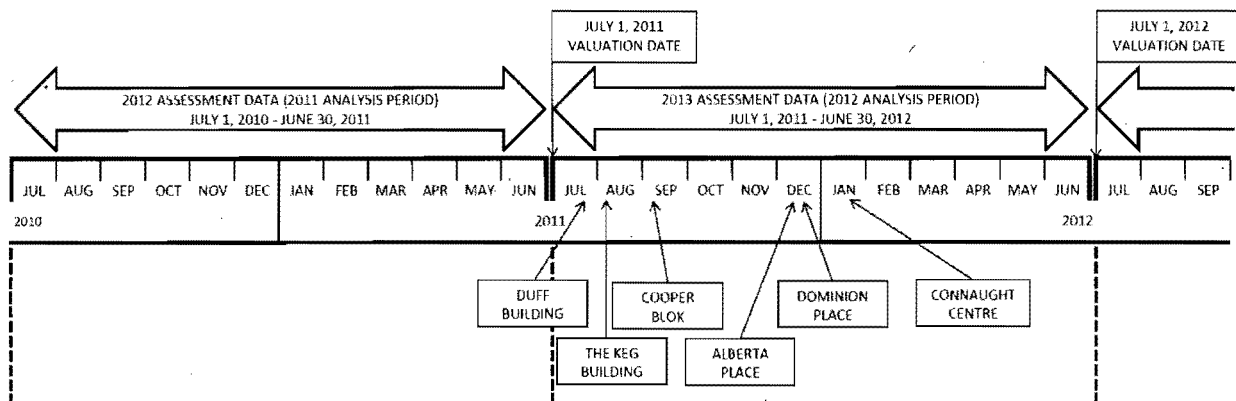 JULY 1, 2011
VALUATION DATE
JULY 1, 2012
VALUATION DATE
2012 ASSESSMENT DATA (2011 ANALYSIS PERIOD)
JULY 1, 2010 - JUNE 30, 2011
2013 ASSESSMENT DATA (2012 ANALYSIS PERIOD)
JULY 1, 2011 - JUNE 30, 2012
JUL AUG SEP OCT NOV DEC JAN FEB MAR APR MAY JUN JUL AUG SEP OCT NOV DEC JAN FEB MAR APR MAY JUN JUL AUG SEP
2010 2011 2012
DUFF
BUILDING
COOPER
BLOK
DOMINION
PLACE
CONNAUGHT
CENTRE
THE KEG
BUILDING
ALBERTA
PLACE